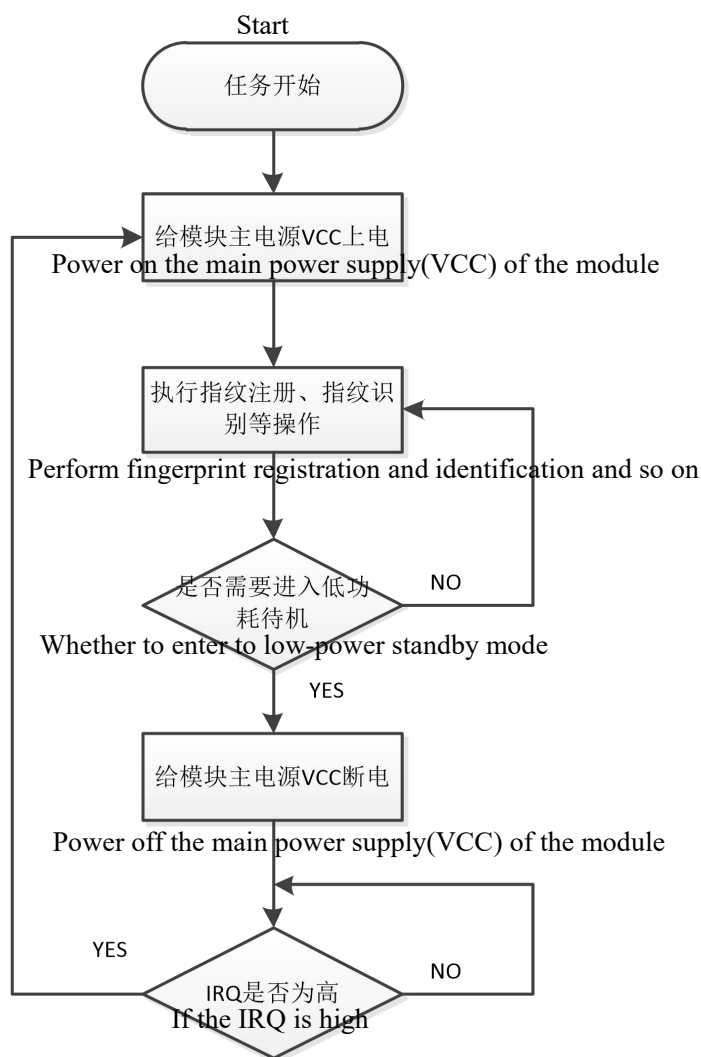 Start
任务开始
给模块主电源VCC上电
Power on the main power supply(VCC) of the module
执行指纹注册、指纹识
别等操作
Perform fingerprint registration and identification and so on
是否需要进入低功
耗待机
NO
Whether to enter to low-power standby mode
YES
给模块主电源VCC断电
Power off the main power supply(VCC) of the module
YES
IRQ是否为高
NO
If the IRQ is high